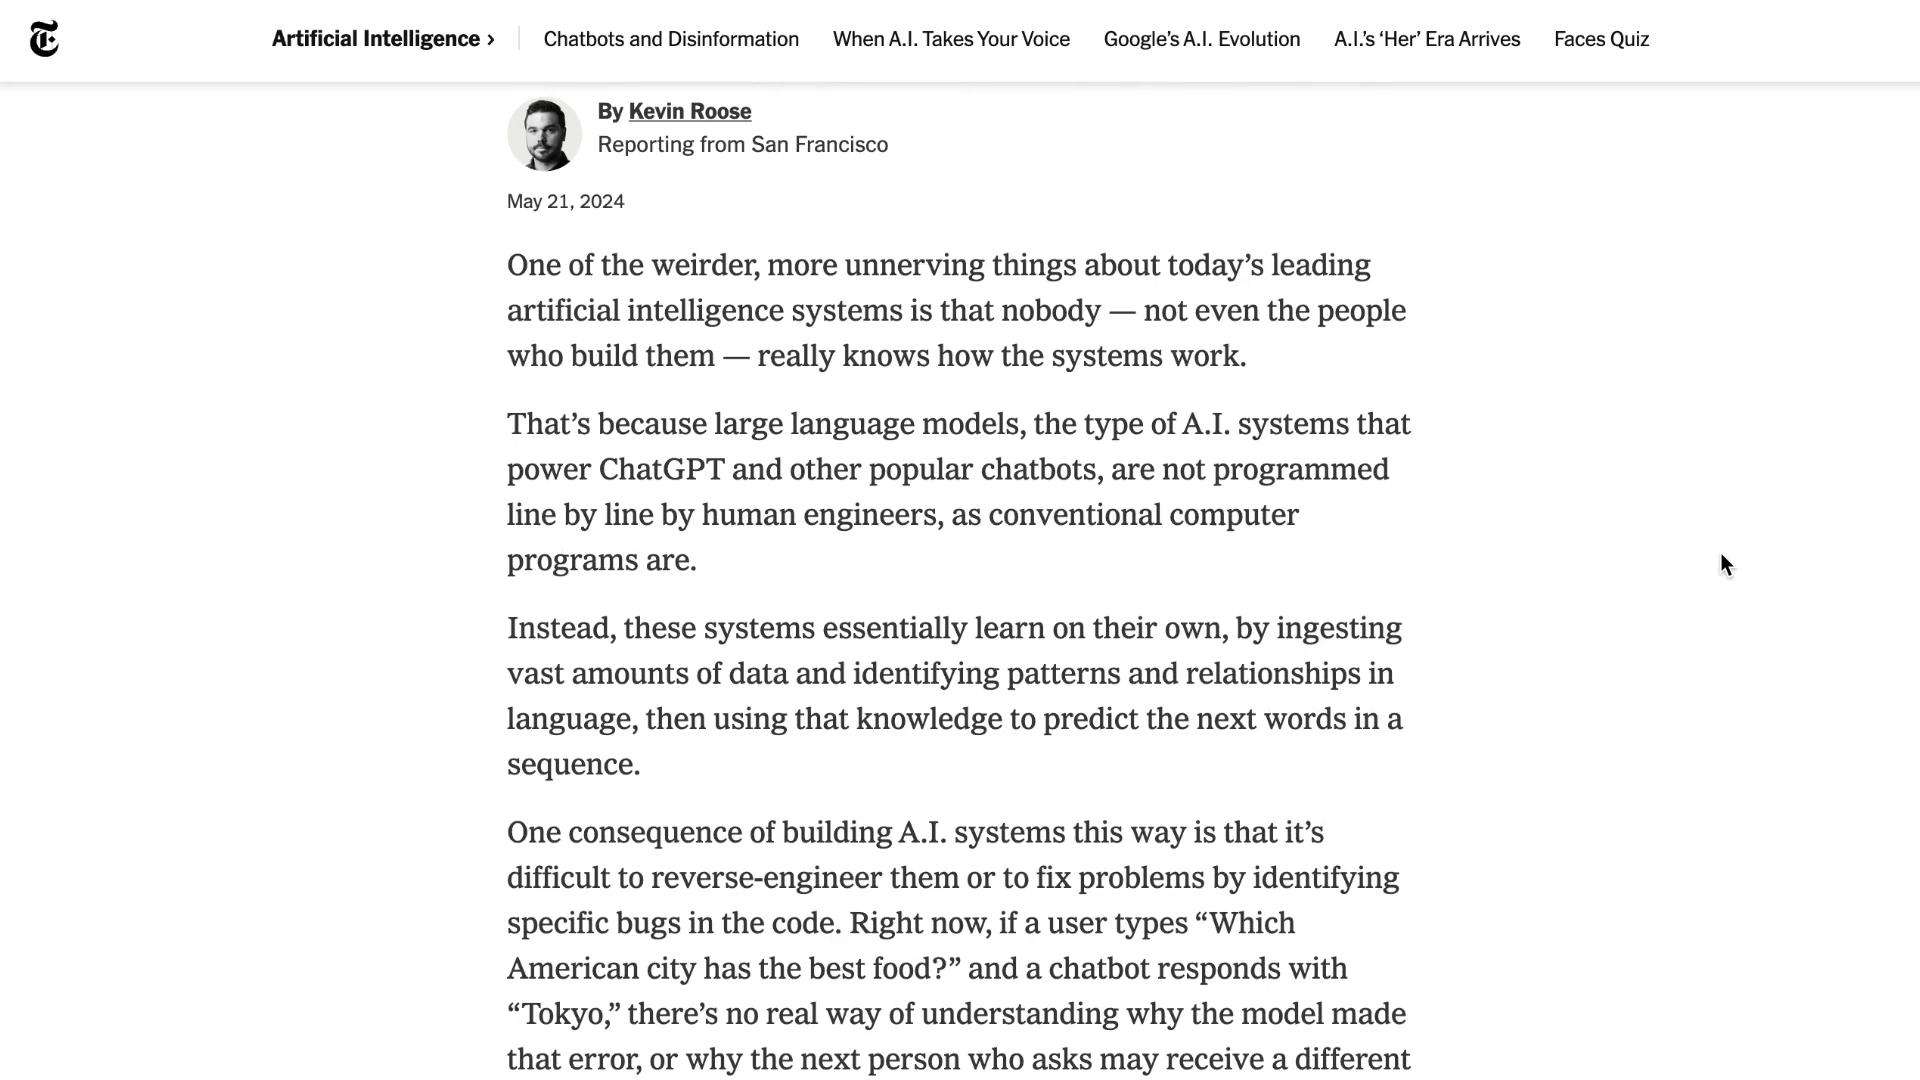 Artificial Intelligence › Chatbots and Disinformation When A.I. Takes Your Voice Google’s A.I. Evolution A.I.’s ‘Her’ Era Arrives Faces Quiz
By Kevin Roose
Reporting from San Francisco
May 21, 2024
One of the weirder, more unnerving things about today’s leading
artificial intelligence systems is that nobody — not even the people
who build them — really knows how the systems work.
That’s because large language models, the type of A.I. systems that
power ChatGPT and other popular chatbots, are not programmed
line by line by human engineers, as conventional computer
programs are.
Instead, these systems essentially learn on their own, by ingesting
vast amounts of data and identifying patterns and relationships in
language, then using that knowledge to predict the next words in a
sequence.
One consequence of building A.I. systems this way is that it’s
difficult to reverse-engineer them or to fix problems by identifying
specific bugs in the code. Right now, if a user types “Which
American city has the best food?” and a chatbot responds with
“Tokyo,” there’s no real way of understanding why the model made
that error, or why the next person who asks may receive a different